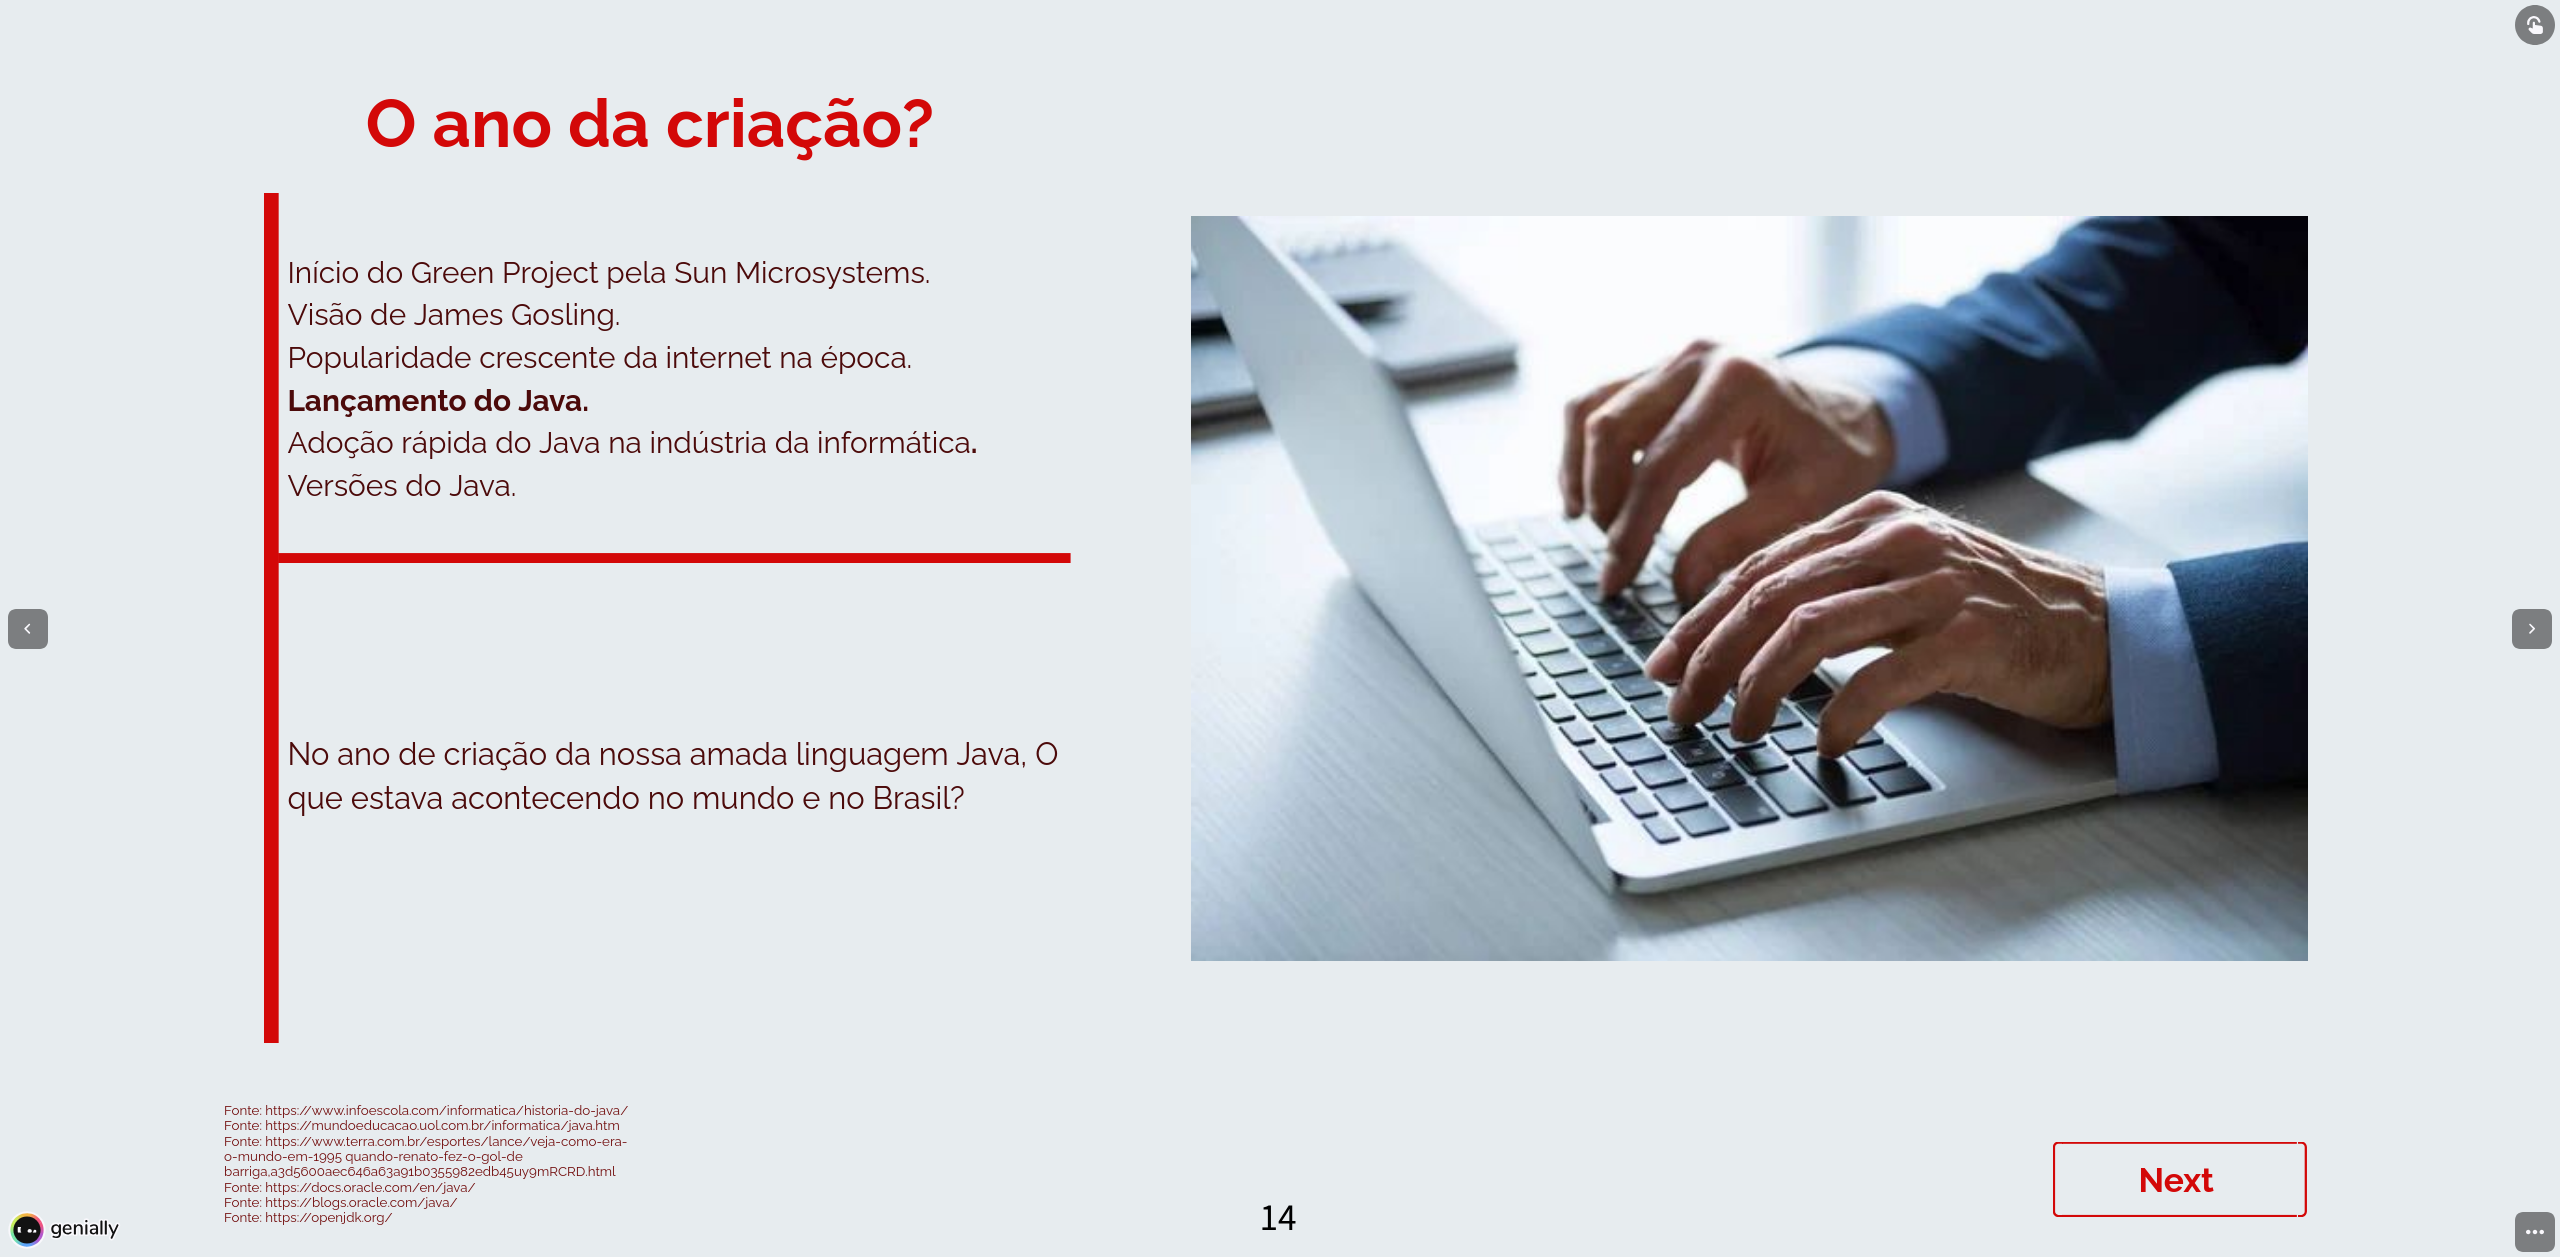 O ano da criação?
Início do Green Project pela Sun Microsystems.
Visão de James Gosling.
Popularidade crescente da internet na época.
Lançamento do Java.
Adoção rápida do Java na indústria da informática.
Versões do Java.
No ano de criação da nossa amada linguagem Java, O
que estava acontecendo no mundo e no Brasil?
Fonte: https://www.infoescola.com/informatica/historia-do-java/
Fonte: https://mundoeducacao.uol.com.br/informatica/java.htm
Fonte: https://www.terra.com.br/esportes/lance/veja-como-era-
o-mundo-em-1995 quando-renato-fez-o-gol-de
barriga,a3d5600aec646a63a91b0355982edb45uy9mRCRD.html
Fonte: https://docs.oracle.com/en/java/
Fonte: https://blogs.oracle.com/java/
Fonte: https://openjdk.org/
genially
14
Next